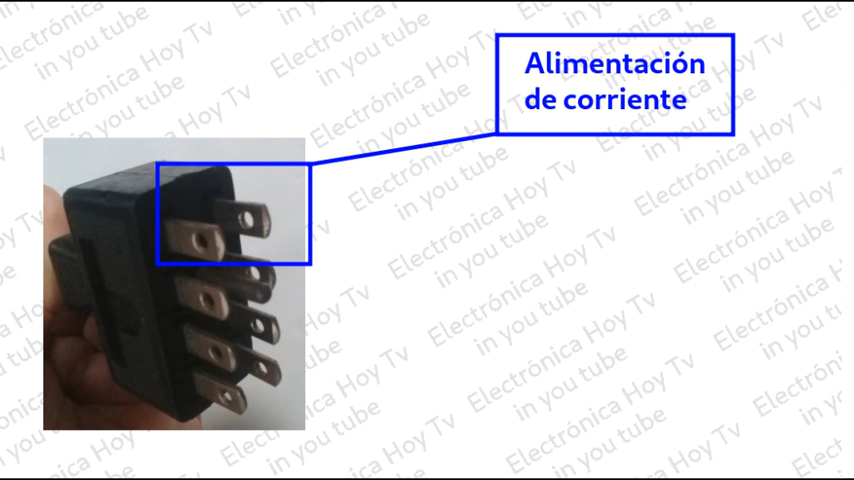 Alimentación
de corriente
Electrónica Hoy Tv
in you tube